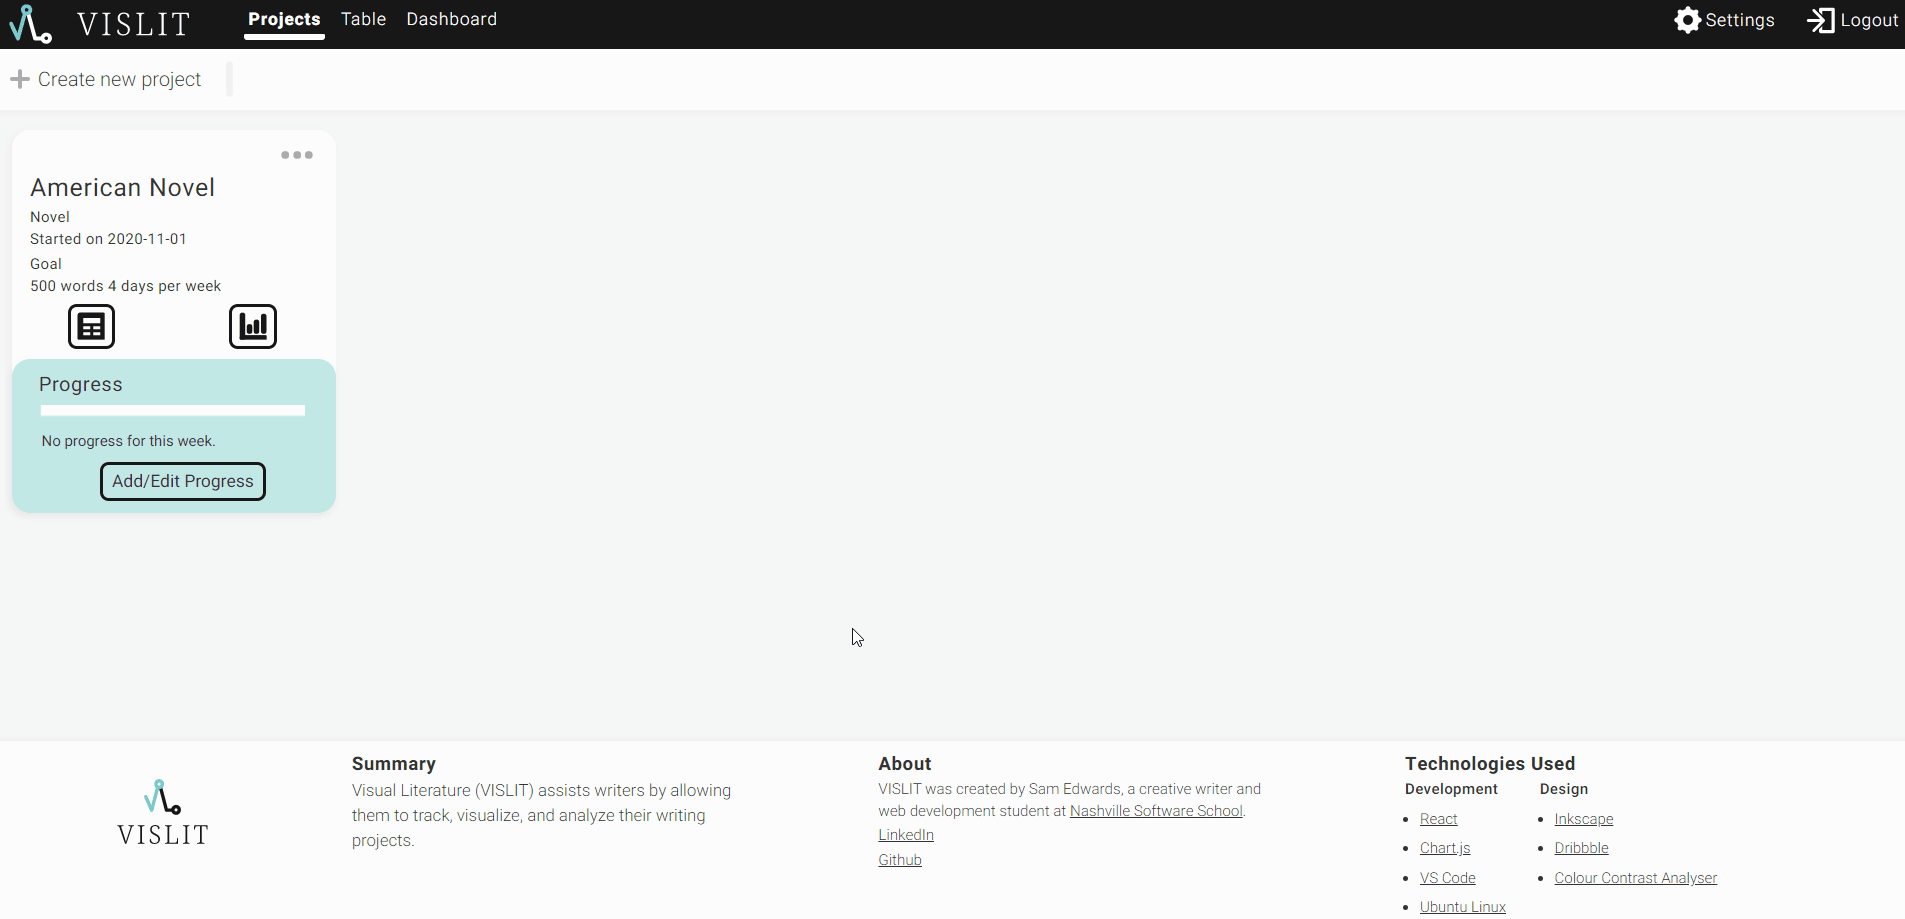 VISLIT
Projects Table Dashboard
Settings Logout
Create new project
American Novel
Novel
Started on 2020-11-01
Goal
500 words 4 days per week
Progress
No progress for this week.
Add/Edit Progress
VISLIT
Summary
Visual Literature (VISLIT) assists writers by allowing
them to track, visualize, and analyze their writing
projects.
About
VISLIT was created by Sam Edwards, a creative writer and
web development student at Nashville Software School.
LinkedIn
Github
Technologies Used
Development
React
Chart.js
VS Code
Ubuntu Linux
Design
Inkscape
Dribbble
Colour Contrast Analyser